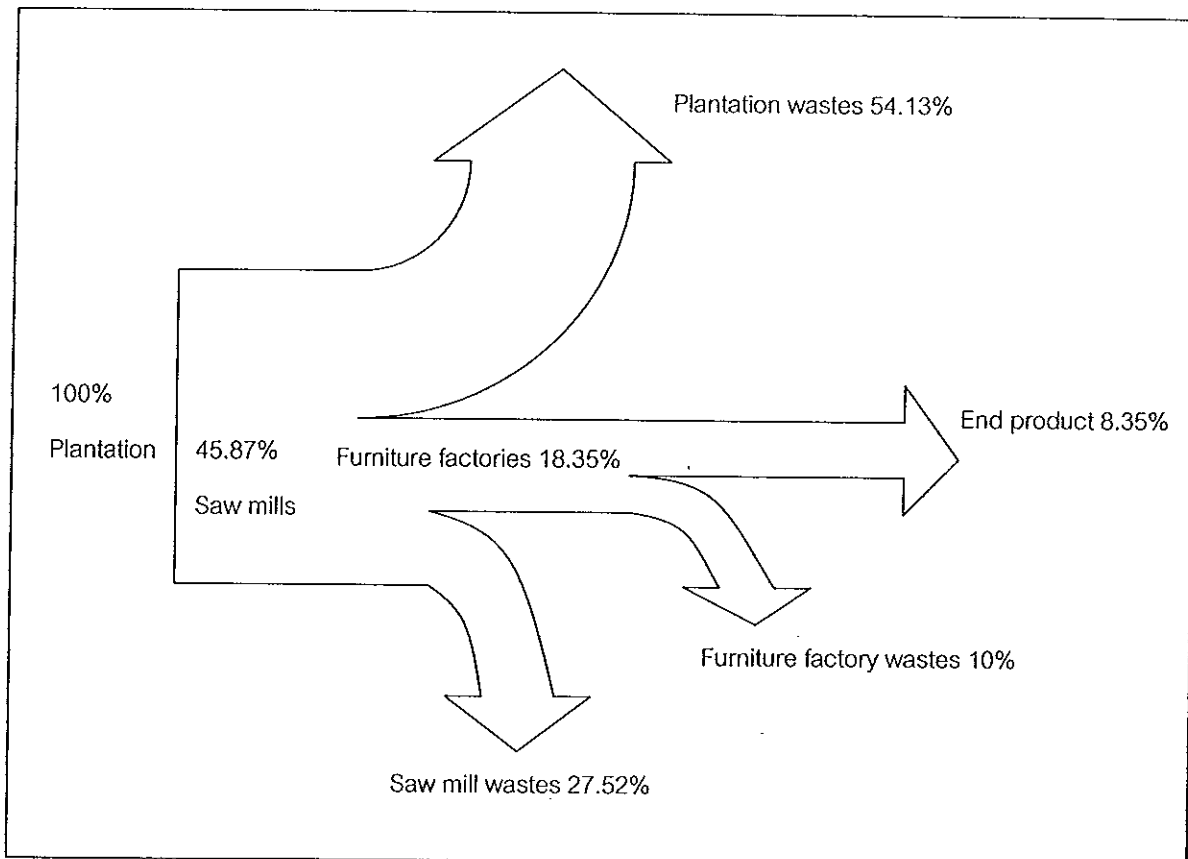 Plantation wastes 54.13%
100%
Plantation
45.87%
Saw mills
Furniture factories 18.35%
End product 8.35%
Furniture factory wastes 10%
Saw mill wastes 27.52%